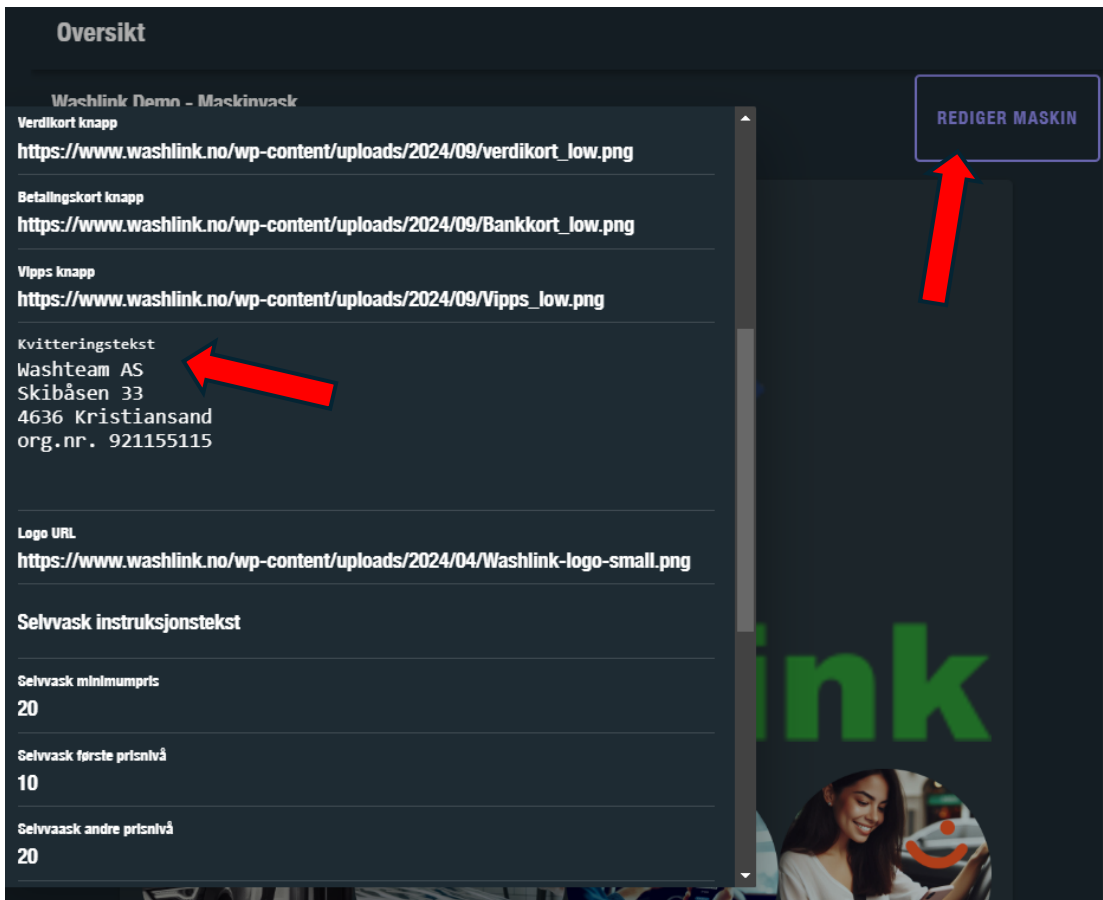 Oversikt
Washlink Demo - Maskinvask
REDIGER MASKIN
Verdikort knapp
https://www.washlink.no/wp-content/uploads/2024/09/verdikort_low.png
Betalingskort knapp
https://www.washlink.no/wp-content/uploads/2024/09/Bankkort_low.png
Vipps knapp
https://www.washlink.no/wp-content/uploads/2024/09/Vipps_low.png
Kvitteringstekst
Washteam AS
Skibåsen 33
4636 Kristiansand
org.nr. 921155115
Logo URL
https://www.washlink.no/wp-content/uploads/2024/04/Washlink-logo-small.png
Selvvask instruksjonstekst
Selvvask minimumpris
20
Selvvask første prisnivå
10
Selvvaask andre prisnivå
20
ink